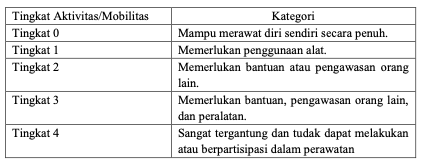 Tingkat Aktivitas/Mobilitas Kategori
Tingkat 0 Mampu merawat diri sendiri secara penuh.
Tingkat 1 Memerlukan penggunaan alat.
Tingkat 2 Memerlukan bantuan atau pengawasan orang
lain.
Tingkat 3 Memerlukan bantuan, pengawasan orang lain,
dan peralatan.
Tingkat 4 Sangat tergantung dan tudak dapat melakukan
atau berpartisipasi dalam perawatan